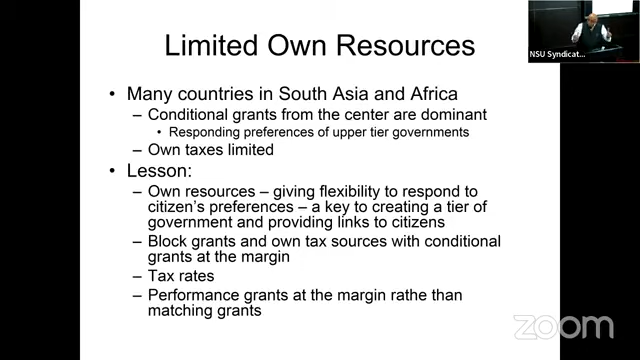 Limited Own Resources
NSU Syndicat...
• Many countries in South Asia and Africa
– Conditional grants from the center are dominant
• Responding preferences of upper tier governments
– Own taxes limited
• Lesson:
– Own resources – giving flexibility to respond to
citizen's preferences – a key to creating a tier of
government and providing links to citizens
– Block grants and own tax sources with conditional
grants at the margin
– Tax rates
– Performance grants at the margin rathe than
matching grants
zoom